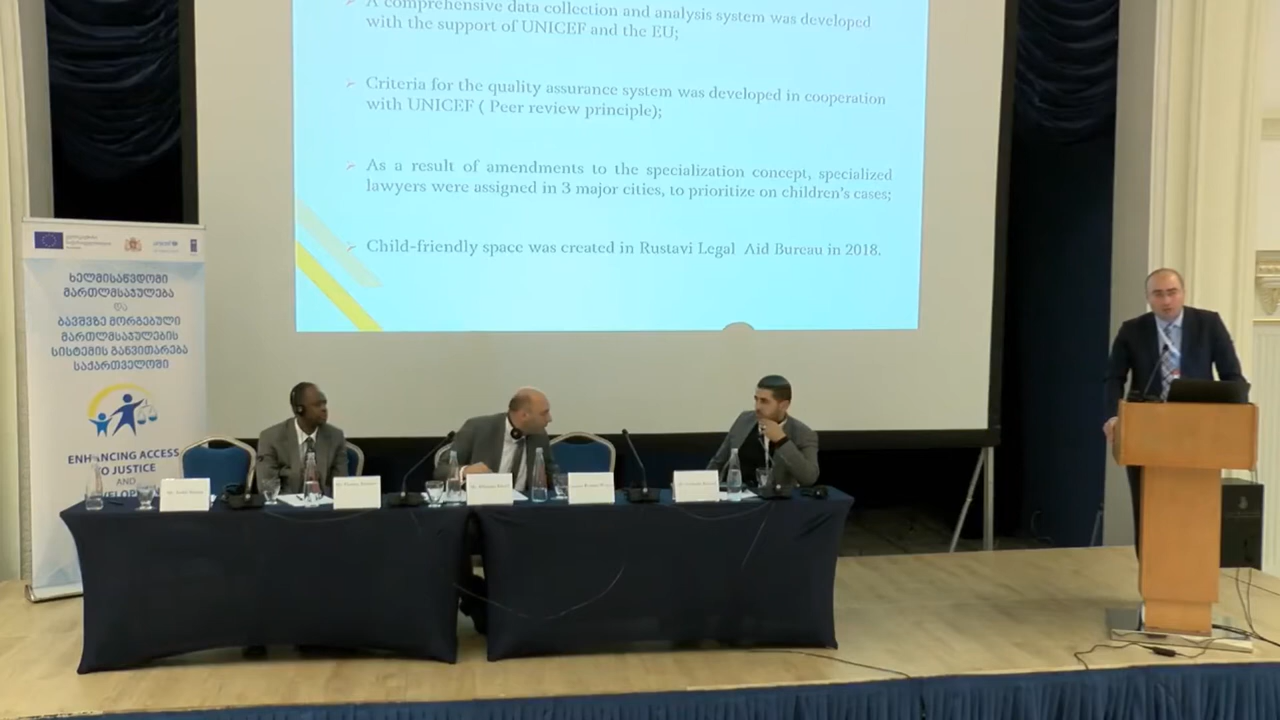 A comprehensive data collection and analysis system was developed
with the support of UNICEF and the EU;
Criteria for the quality assurance system was developed in cooperation
with UNICEF ( Peer review principle);
As a result of amendments to the specialization concept, specialized
lawyers were assigned in 3 major cities, to prioritize on children's cases;
Child-friendly space was created in Rustavi Legal Aid Bureau in 2018.
unicef
ხელმისაწვდომი
მართლმსაჯულება
და
ბავშვზე მორგებული
მართლმსაჯულების
სისტემის განვითარება
საქართველოში
ENHANCING ACCESS
TO JUSTICE
AND